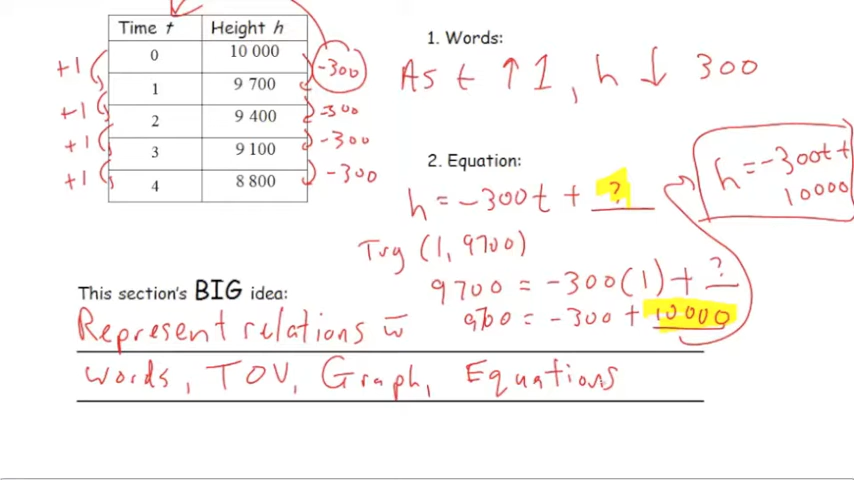 Time t Height h
0 10 000
1 9 700
2 9 400
3 9 100
4 8 800
+1
+1
+1
+1
-300
-300
-300
-300
1. Words:
As t ↑ 1, h ↓ 300
2. Equation:
h = -300t + ?
Try (1, 9700)
9700 = -300(1) + ?
9700 = -300 + 10000
h = -300t +
10000
This section's BIG idea:
Represent relations w
words, TOV, Graph, Equations